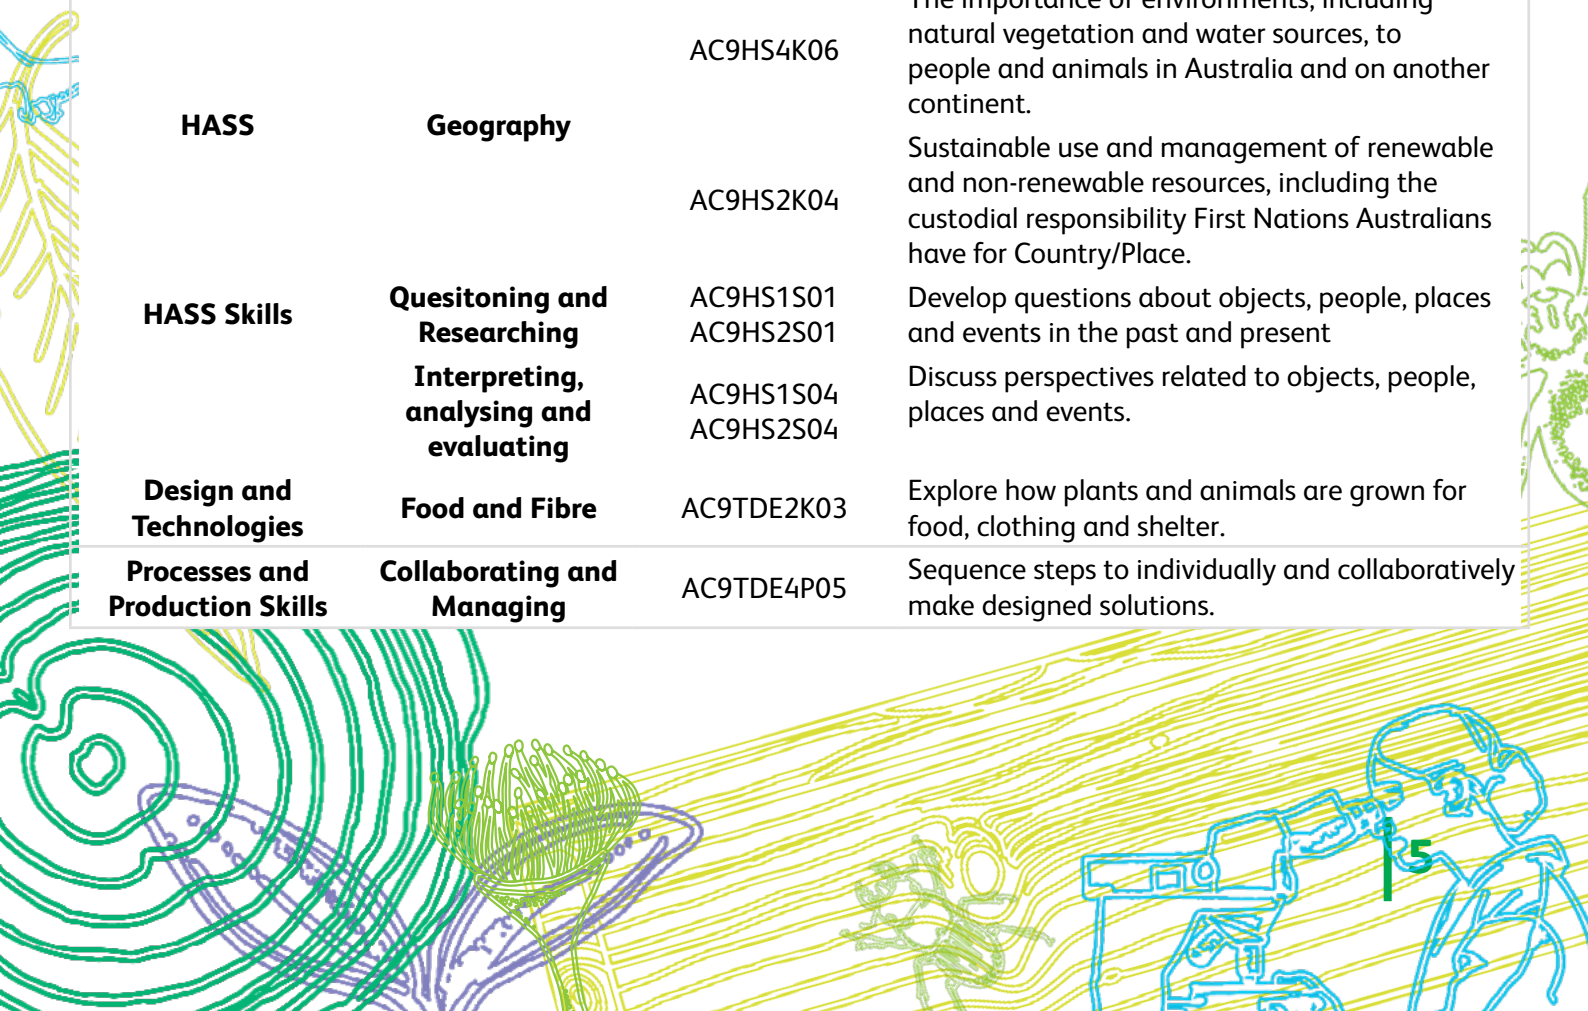 The importance of environments, including
natural vegetation and water sources, to
people and animals in Australia and on another
continent.
AC9HS4K06
HASS
Geography
Sustainable use and management of renewable
and non-renewable resources, including the
custodial responsibility First Nations Australians
have for Country/Place.
AC9HS2K04
HASS Skills
Quesitoning and
Researching
AC9HS1S01
AC9HS2S01
Develop questions about objects, people, places
and events in the past and present
Interpreting,
analysing and
evaluating
AC9HS1S04
AC9HS2S04
Discuss perspectives related to objects, people,
places and events.
Design and
Technologies
Food and Fibre
AC9TDE2K03
Explore how plants and animals are grown for
food, clothing and shelter.
Processes and
Production Skills
Collaborating and
Managing
AC9TDE4P05
Sequence steps to individually and collaboratively
make designed solutions.
5